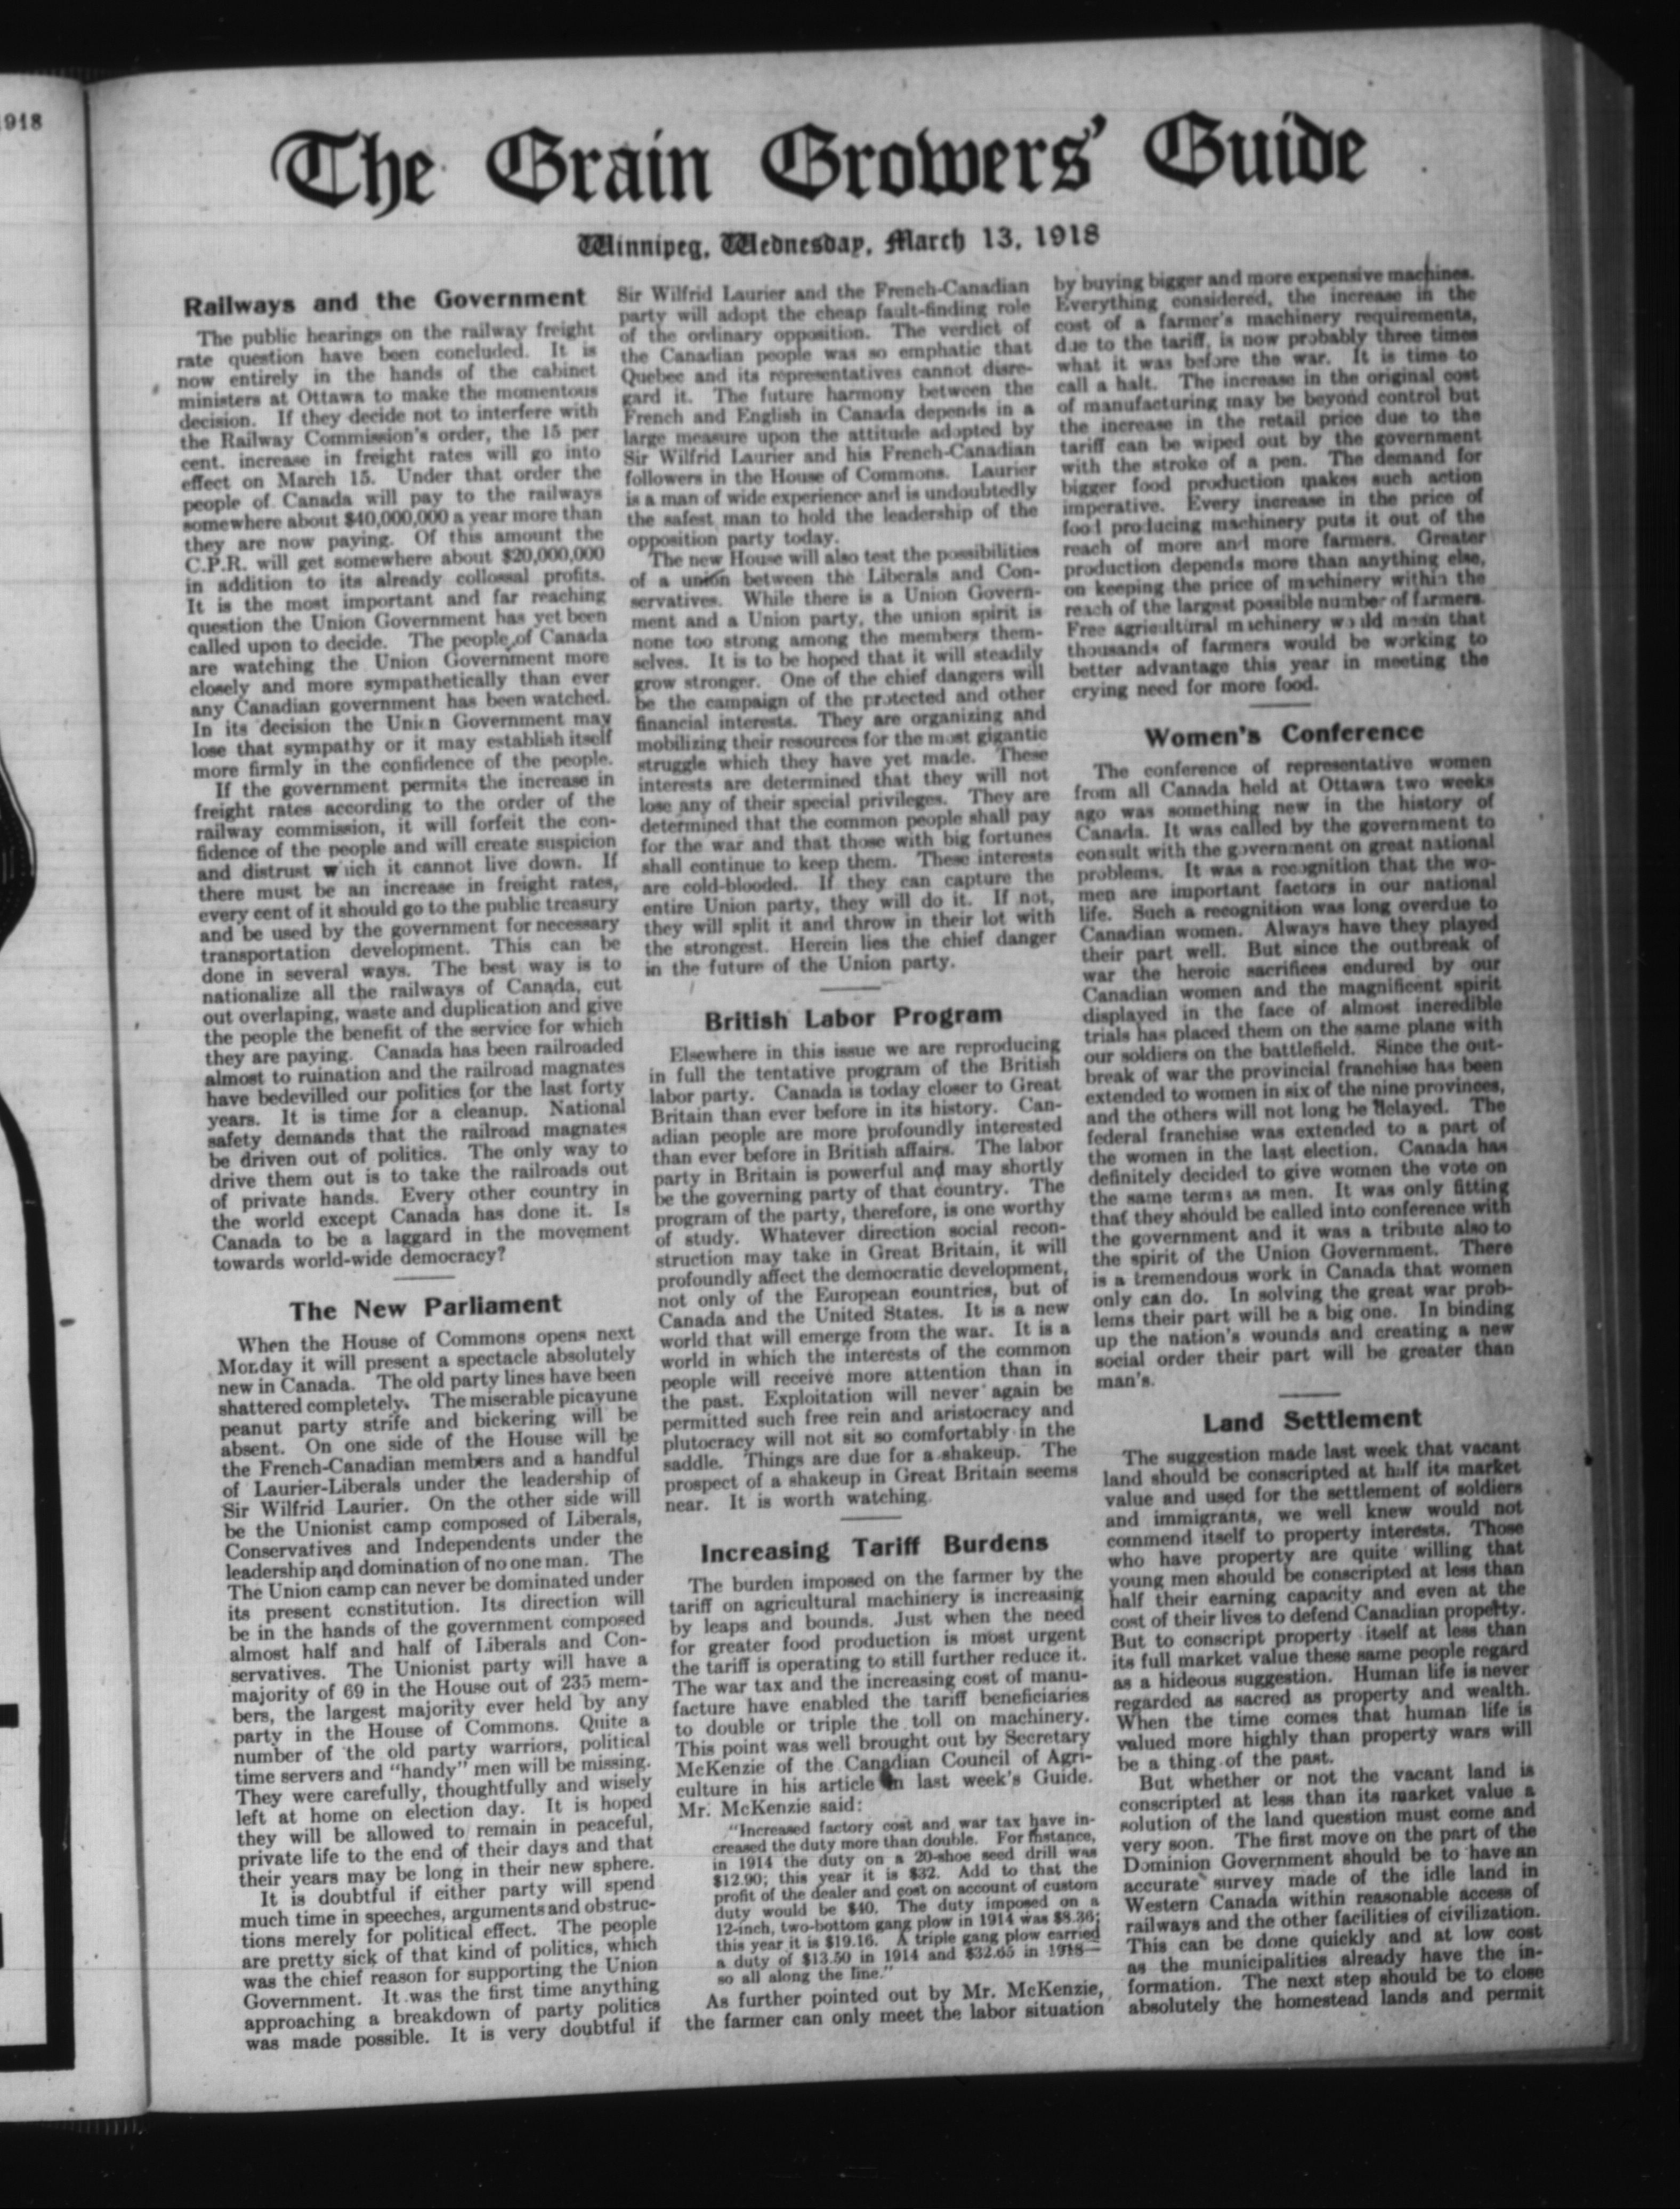 918
The Grain Growers' Guide
Winnipeg, Wednesday, March 13, 1918
Railways and the Government
The public hearings on the railway freight
rate question have been concluded. It is
now entirely in the hands of the cabinet
ministers at Ottawa to make the momentous
decision. If they decide not to interfere with
the Railway Commission's order, the 15 per
cent. increase in freight rates will go into
effect on March 15. Under that order the
people of Canada will pay to the railways
somewhere about $40,000,000 a year more than
they are now paying. Of this amount the
C.P.R. will get somewhere about $20,000,000
in addition to its already collossal profits.
It is the most important and far reaching
question the Union Government has yet been
called upon to decide. The people of Canada
are watching the Union Government more
closely and more sympathetically than ever
any Canadian government has been watched.
In its decision the Union Government may
lose that sympathy or it may establish itself
more firmly in the confidence of the people.
If the government permits the increase in
freight rates according to the order of the
railway commission, it will forfeit the con-
fidence of the people and will create suspicion
and distrust which it cannot live down. If
there must be an increase in freight rates,
every cent of it should go to the public treasury
and be used by the government for necessary
transportation development. This can be
done in several ways. The best way is to
nationalize all the railways of Canada, cut
out overlaping, waste and duplication and give
the people the benefit of the service for which
they are paying. Canada has been railroaded
almost to ruination and the railroad magnates
have bedevilled our politics for the last forty
years. It is time for a cleanup. National
safety demands that the railroad magnates
be driven out of politics. The only way to
drive them out is to take the railroads out
of private hands. Every other country in
the world except Canada has done it. Is
Canada to be a laggard in the movement
towards world-wide democracy?
The New Parliament
When the House of Commons opens next
Monday it will present a spectacle absolutely
new in Canada. The old party lines have been
shattered completely. The miserable picayune
peanut party strife and bickering will be
absent. On one side of the House will be
the French-Canadian members and a handful
of Laurier-Liberals under the leadership of
Sir Wilfrid Laurier. On the other side will
be the Unionist camp composed of Liberals,
Conservatives and Independents under the
leadership and domination of no one man. The
The Union camp can never be dominated under
its present constitution. Its direction will
be in the hands of the government composed
almost half and half of Liberals and Con-
servatives. The Unionist party will have a
majority of 69 in the House out of 235 mem-
bers, the largest majority ever held by any
party in the House of Commons. Quite a
number of the old party warriors, political
time servers and "handy" men will be missing.
They were carefully, thoughtfully and wisely
left at home on election day. It is hoped
they will be allowed to remain in peaceful,
private life to the end of their days and that
their years may be long in their new sphere.
It is doubtful if either party will spend
much time in speeches, arguments and obstruc-
tions merely for political effect. The people
are pretty sick of that kind of politics, which
was the chief reason for supporting the Union
Government. It was the first time anything
approaching a breakdown of party politics
was made possible. It is very doubtful if
Sir Wilfrid Laurier and the French-Canadian
party will adopt the cheap fault-finding role
of the ordinary opposition. The verdict of
the Canadian people was so emphatic that
Quebec and its representatives cannot disre-
gard it. The future harmony between the
French and English in Canada depends in a
large measure upon the attitude adopted by
Sir Wilfrid Laurier and his French-Canadian
followers in the House of Commons. Laurier
is a man of wide experience and is undoubtedly
the safest man to hold the leadership of the
opposition party today.
The new House will also test the possibilities
of a union between the Liberals and Con-
servatives. While there is a Union Govern-
ment and a Union party, the union spirit is
none too strong among the members them-
selves. It is to be hoped that it will steadily
grow stronger. One of the chief dangers will
be the campaign of the protected and other
financial interests. They are organizing and
mobilizing their resources for the most gigantic
struggle which they have yet made. These
interests are determined that they will not
lose any of their special privileges. They are
determined that the common people shall pay
for the war and that those with big fortunes
shall continue to keep them. These interests
are cold-blooded. If they can capture the
entire Union party, they will do it. If not,
they will split it and throw in their lot with
the strongest. Herein lies the chief danger
in the future of the Union party.
British Labor Program
Elsewhere in this issue we are reproducing
in full the tentative program of the British
labor party. Canada is today closer to Great
Britain than ever before in its history. Can-
adian people are more profoundly interested
than ever before in British affairs. The labor
party in Britain is powerful and may shortly
be the governing party of that country. The
program of the party, therefore, is one worthy
of study. Whatever direction social recon-
struction may take in Great Britain, it will
profoundly affect the democratic development,
not only of the European countries, but of
Canada and the United States. It is a new
world that will emerge from the war. It is a
world in which the interests of the common
people will receive more attention than in
the past. Exploitation will never again be
permitted such free rein and aristocracy and
plutocracy will not sit so comfortably in the
saddle. Things are due for a shakeup. The
prospect of a shakeup in Great Britain seems
near. It is worth watching.
Increasing Tariff Burdens
The burden imposed on the farmer by the
tariff on agricultural machinery is increasing
by leaps and bounds. Just when the need
for greater food production is most urgent
the tariff is operating to still further reduce it.
The war tax and the increasing cost of manu-
facture have enabled the tariff beneficiaries
to double or triple the toll on machinery.
This point was well brought out by Secretary
McKenzie of the Canadian Council of Agri-
culture in his article in last week's Guide.
Mr. McKenzie said:
"Increased factory cost and war tax have in-
creased the duty more than double. For instance,
in 1914 the duty on a 20-shoe seed drill was
$12.90; this year it is $32. Add to that the
profit of the dealer and cost on account of custom
duty would be $40. The duty imposed on a
12-inch, two-bottom gang plow in 1914 was $8.36;
this year it is $19.16. A triple gang plow carried
a duty of $13.50 in 1914 and $32.65 in 1918—
so all along the line."
As further pointed out by Mr. McKenzie,
the farmer can only meet the labor situation
by buying bigger and more expensive machines.
Everything considered, the increase in the
cost of a farmer's machinery requirements,
due to the tariff, is now probably three times
what it was before the war. It is time to
call a halt. The increase in the original cost
of manufacturing may be beyond control but
the increase in the retail price due to the
tariff can be wiped out by the government
with the stroke of a pen. The demand for
bigger food production makes such action
imperative. Every increase in the price of
food producing machinery puts it out of the
reach of more and more farmers. Greater
production depends more than anything else,
on keeping the price of machinery within the
reach of the largest possible number of farmers.
Free agricultural machinery would mean that
thousands of farmers would be working to
better advantage this year in meeting the
crying need for more food.
Women's Conference
The conference of representative women
from all Canada held at Ottawa two weeks
ago was something new in the history of
Canada. It was called by the government to
consult with the government on great national
problems. It was a recognition that the wo-
men are important factors in our national
life. Such a recognition was long overdue to
Canadian women. Always have they played
their part well. But since the outbreak of
war the heroic sacrifices endured by our
Canadian women and the magnificent spirit
displayed in the face of almost incredible
trials has placed them on the same plane with
our soldiers on the battlefield. Since the out-
break of war the provincial franchise has been
extended to women in six of the nine provinces,
and the others will not long be delayed. The
federal franchise was extended to a part of
the women in the last election. Canada has
definitely decided to give women the vote on
the same terms as men. It was only fitting
that they should be called into conference with
the government and it was a tribute also to
the spirit of the Union Government. There
is a tremendous work in Canada that women
only can do. In solving the great war prob-
lems their part will be a big one. In binding
up the nation's wounds and creating a new
social order their part will be greater than
man's.
Land Settlement
The suggestion made last week that vacant
land should be conscripted at half its market
value and used for the settlement of soldiers
and immigrants, we well knew would not
commend itself to property interests. Those
who have property are quite willing that
young men should be conscripted at less than
half their earning capacity and even at the
cost of their lives to defend Canadian property.
But to conscript property itself at less than
its full market value these same people regard
as a hideous suggestion. Human life is never
regarded as sacred as property and wealth.
When the time comes that human life is
valued more highly than property wars will
be a thing of the past.
But whether or not the vacant land is
conscripted at less than its market value a
solution of the land question must come and
very soon. The first move on the part of the
Dominion Government should be to have an
accurate survey made of the idle land in
Western Canada within reasonable access of
railways and the other facilities of civilization.
This can be done quickly and at low cost
as the municipalities already have the in-
formation. The next step should be to close
absolutely the homestead lands and permit